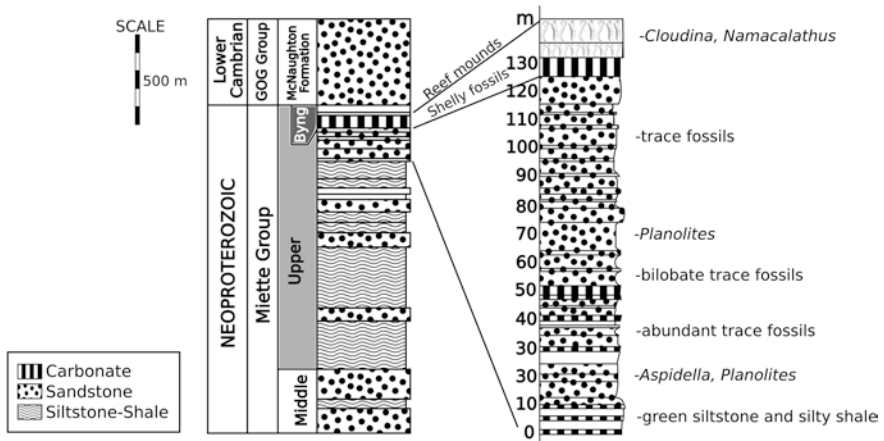 SCALE
500 m
Lower
Cambrian
GOG Group
McNaughton
Formation
NEOPROTEROZOIC
Miette Group
Byng
Upper
Middle
Reef mounds
Shelly fossils
m
130
120
110
100
90
80
70
60
50
40
30
30
10
0
-Cloudina, Namacalathus
-trace fossils
-Planolites
-bilobate trace fossils
-abundant trace fossils
-Aspidella, Planolites
-green siltstone and silty shale
Carbonate
Sandstone
Siltstone-Shale